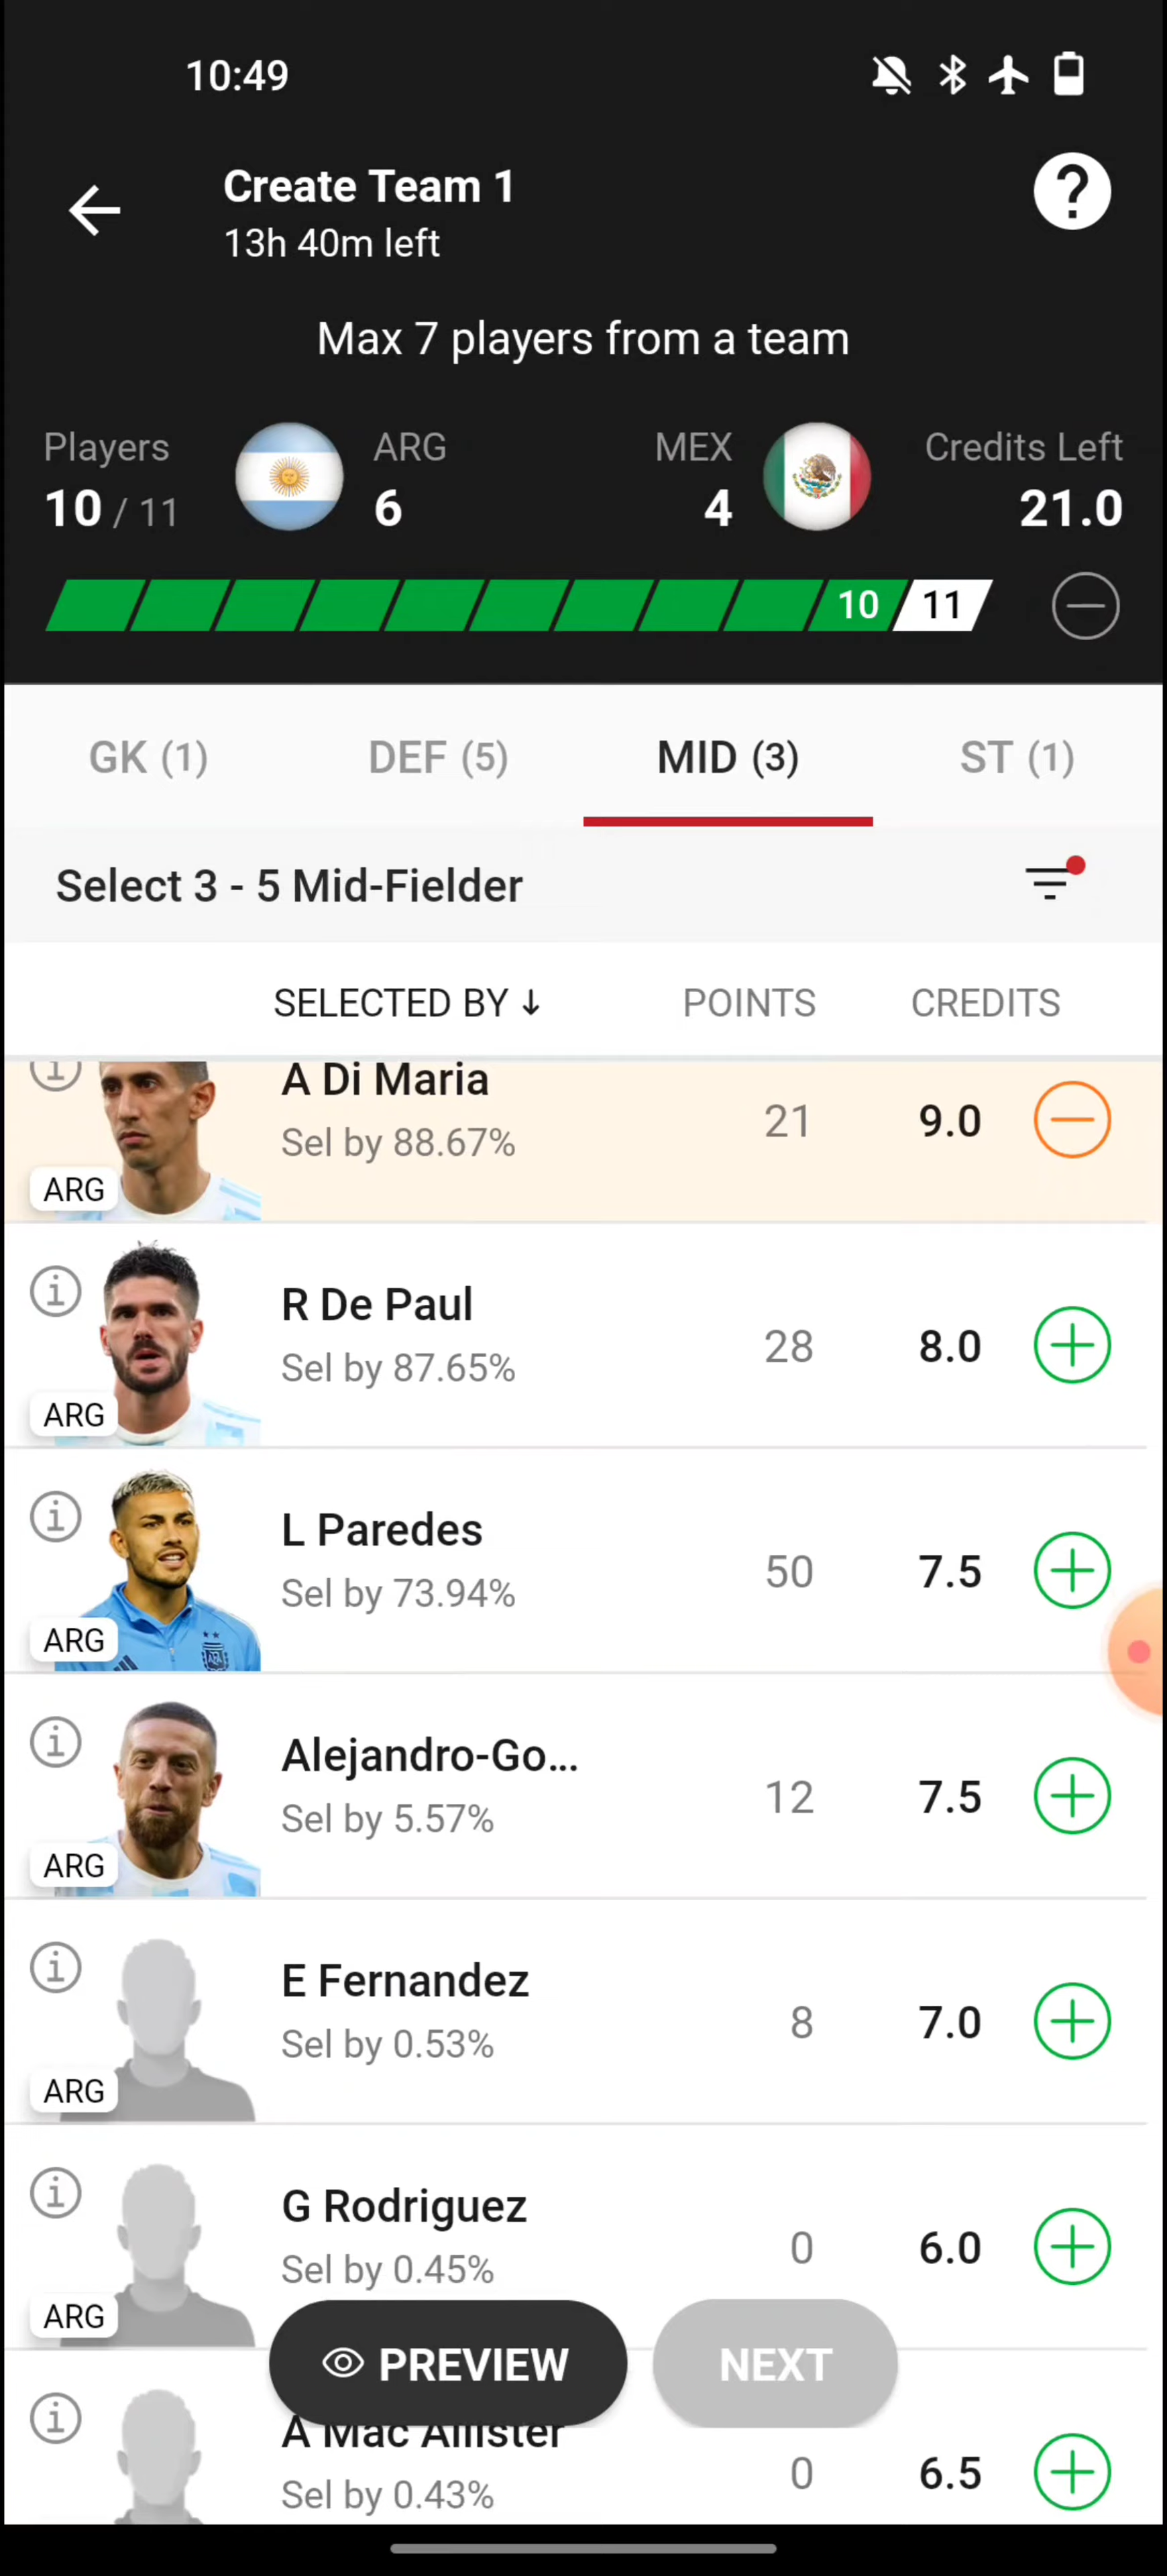 10:49
Create Team 1
13h 40m left
Max 7 players from a team
Players
10 / 11
ARG
6
MEX
4
Credits Left
21.0
10 11
GK (1) DEF (5) MID (3) ST (1)
Select 3 - 5 Mid-Fielder
SELECTED BY ↓ POINTS CREDITS
A Di Maria
Sel by 88.67%
21 9.0
ARG
R De Paul
Sel by 87.65%
28 8.0
ARG
L Paredes
Sel by 73.94%
50 7.5
ARG
Alejandro-Go...
Sel by 5.57%
12 7.5
ARG
E Fernandez
Sel by 0.53%
8 7.0
ARG
G Rodriguez
Sel by 0.45%
0 6.0
ARG
PREVIEW NEXT
A Mac Allister
Sel by 0.43%
0 6.5